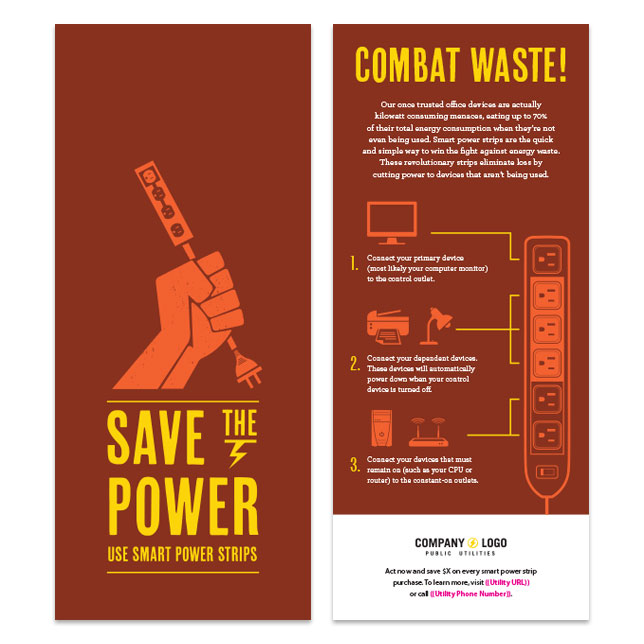 SAVE THE
POWER
USE SMART POWER STRIPS
COMBAT WASTE!
Our once trusted office devices are actually
kilowatt consuming menaces, eating up to 70%
of their total energy consumption when they're not
even being used. Smart power strips are the quick
and simple way to win the fight against energy waste.
These revolutionary strips eliminate loss by
cutting power to devices that aren't being used.
1. Connect your primary device
(most likely your computer monitor)
to the control outlet.
2. Connect your dependent devices.
These devices will automatically
power down when your control
device is turned off.
3. Connect your devices that must
remain on (such as your CPU or
router) to the constant-on outlets.
COMPANY LOGO
PUBLIC UTILITIES
Act now and save $X on every smart power strip
purchase. To learn more, visit ((Utility URL))
or call ((Utility Phone Number)).